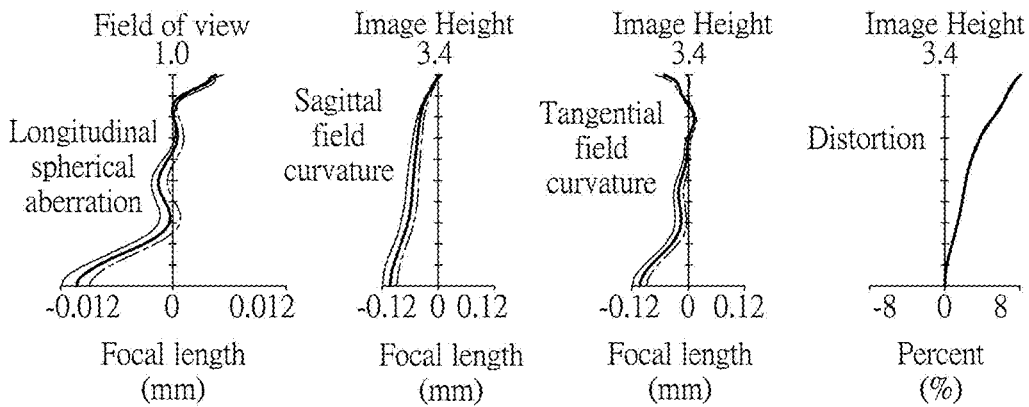 Field of view
1.0
Longitudinal
spherical
aberration
-0.012 0 0.012
Focal length
(mm)
Image Height
3.4
Sagittal
field
curvature
-0.12 0 0.12
Focal length
(mm)
Image Height
3.4
Tangential
field
curvature
-0.12 0 0.12
Focal length
(mm)
Image Height
3.4
Distortion
-8 0 8
Percent
(%)